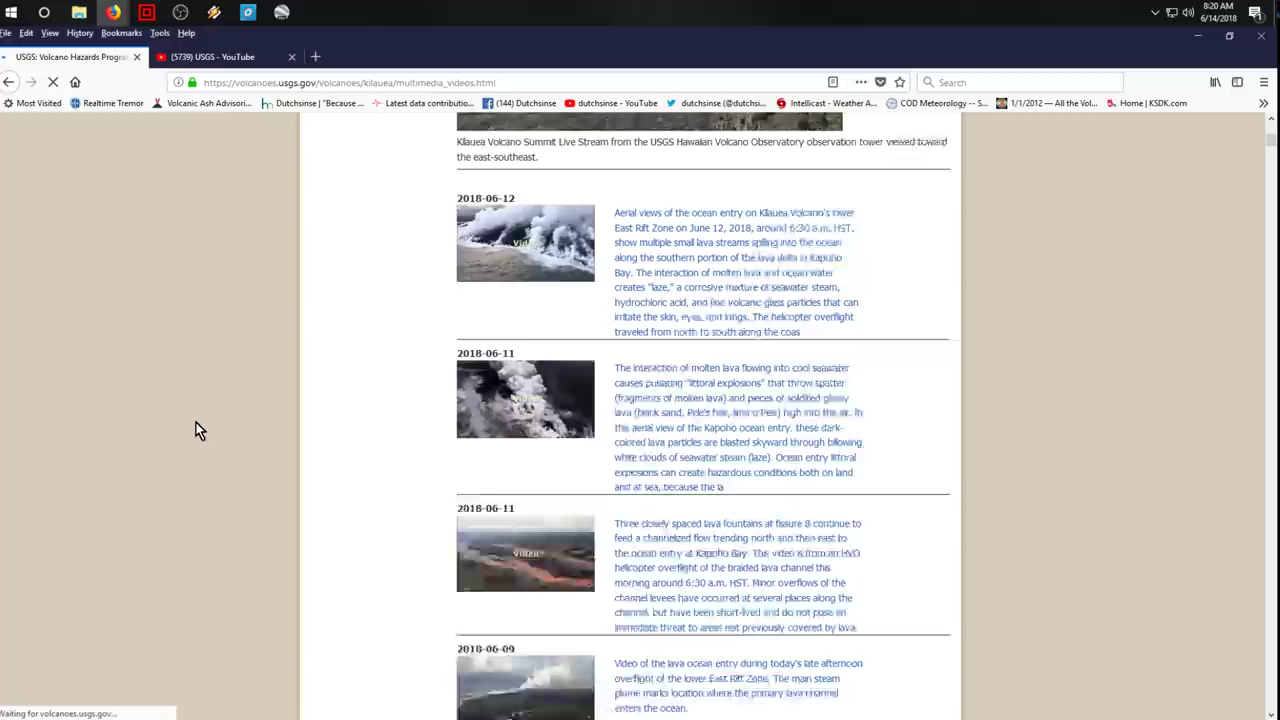 8:20 AM
6/14/2018
File Edit View History Bookmarks Tools Help
USGS: Volcano Hazards Progra
(5739) USGS - YouTube
https://volcanoes.usgs.gov/volcanoes/kilauea/multimedia_videos.html
Search
Most Visited Realtime Tremor Volcanic Ash Advisori... Dutchsinse | "Because ... Latest data contributio... (144) Dutchsinse dutchsinse - YouTube dutchsinse (@dutchsi... Intellicast - Weather A... COD Meteorology -- S... 1/1/2012 — All the Vol... Home | KSDK.com
Kīlauea Volcano Summit Live Stream from the USGS Hawaiian Volcano Observatory observation tower viewed toward
the east-southeast.
2018-06-12
Video
Aerial views of the ocean entry on Kīlauea Volcano's lower
East Rift Zone on June 12, 2018, around 6:30 a.m. HST,
show multiple small lava streams spilling into the ocean
along the southern portion of the lava delta in Kapoho
Bay. The interaction of molten lava and ocean water
creates "laze," a corrosive mixture of seawater steam,
hydrochloric acid, and fine volcanic glass particles that can
irritate the skin, eyes, and lungs. The helicopter overflight
traveled from north to south along the coas
2018-06-11
The interaction of molten lava flowing into cool seawater
causes pulsating "littoral explosions" that throw spatter
(fragments of molten lava) and pieces of solidified glassy
lava (black sand, Pele's hair, limu o Pele) high into the air. In
this aerial view of the Kapoho ocean entry, these dark-
colored lava particles are blasted skyward through billowing
white clouds of seawater steam (laze). Ocean entry littoral
explosions can create hazardous conditions both on land
and at sea, because the la
2018-06-11
Video
Three closely spaced lava fountains at fissure 8 continue to
feed a channelized flow trending north and then east to
the ocean entry at Kapoho Bay. The video is from an HVO
helicopter overflight of the braided lava channel this
morning around 6:30 a.m. HST. Minor overflows of the
channel levees have occurred at several places along the
channel, but have been short-lived and do not pose an
immediate threat to areas not previously covered by lava.
2018-06-09
Video of the lava ocean entry during today's late afternoon
overflight of the lower East Rift Zone. The main steam
plume marks location where the primary lava channel
enters the ocean.
Waiting for volcanoes.usgs.gov...